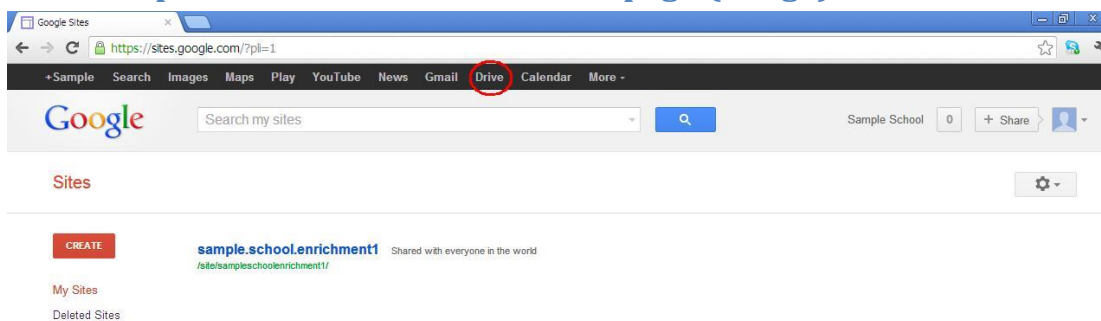 Google Sites
https://sites.google.com/?pli=1
+Sample Search Images Maps Play YouTube News Gmail Drive Calendar More
Google Search my sites Sample School 0 + Share
Sites
CREATE
sample.school.enrichment1 Shared with everyone in the world
/site/sampleschoolenrichment1/
My Sites
Deleted Sites